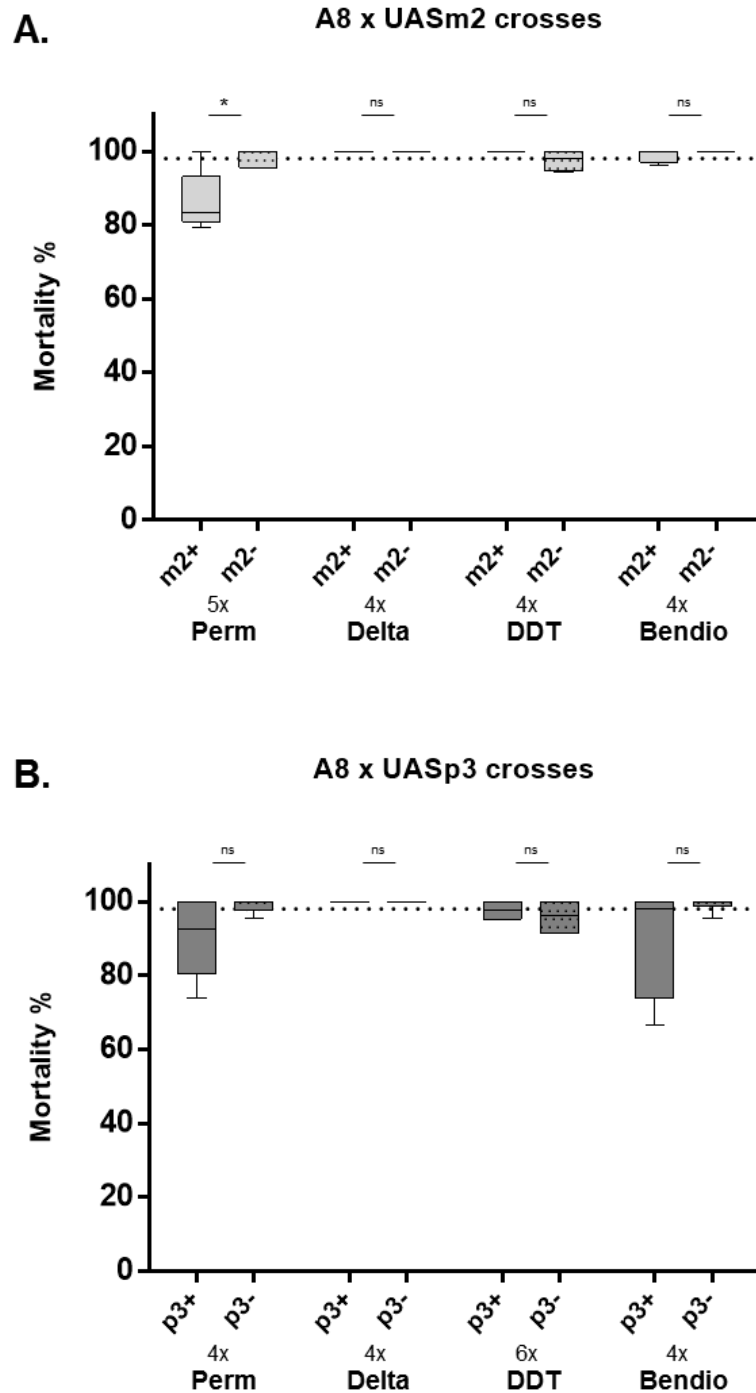 A.
A8 x UASm2 crosses
* ns ns ns
100
80
60
40
20
0
Mortality %
m2+ m2- m2+ m2- m2+ m2- m2+ m2-
5x 4x 4x 4x
Perm Delta DDT Bendio
B.
A8 x UASp3 crosses
ns ns ns ns
100
80
60
40
20
0
Mortality %
p3+ p3- p3+ p3- p3+ p3- p3+ p3-
4x 4x 6x 4x
Perm Delta DDT Bendio